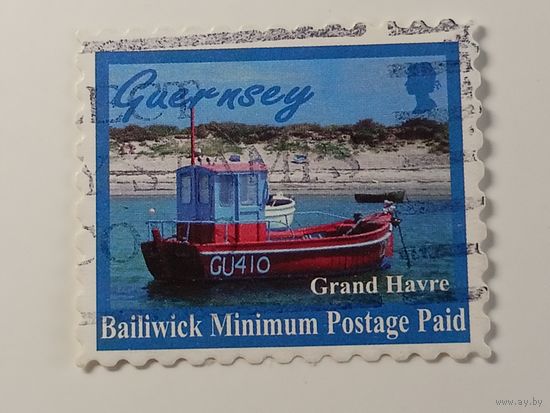 Guernsey
GU410
Grand Havre
Bailiwick Minimum Postage Paid
www.ay.by